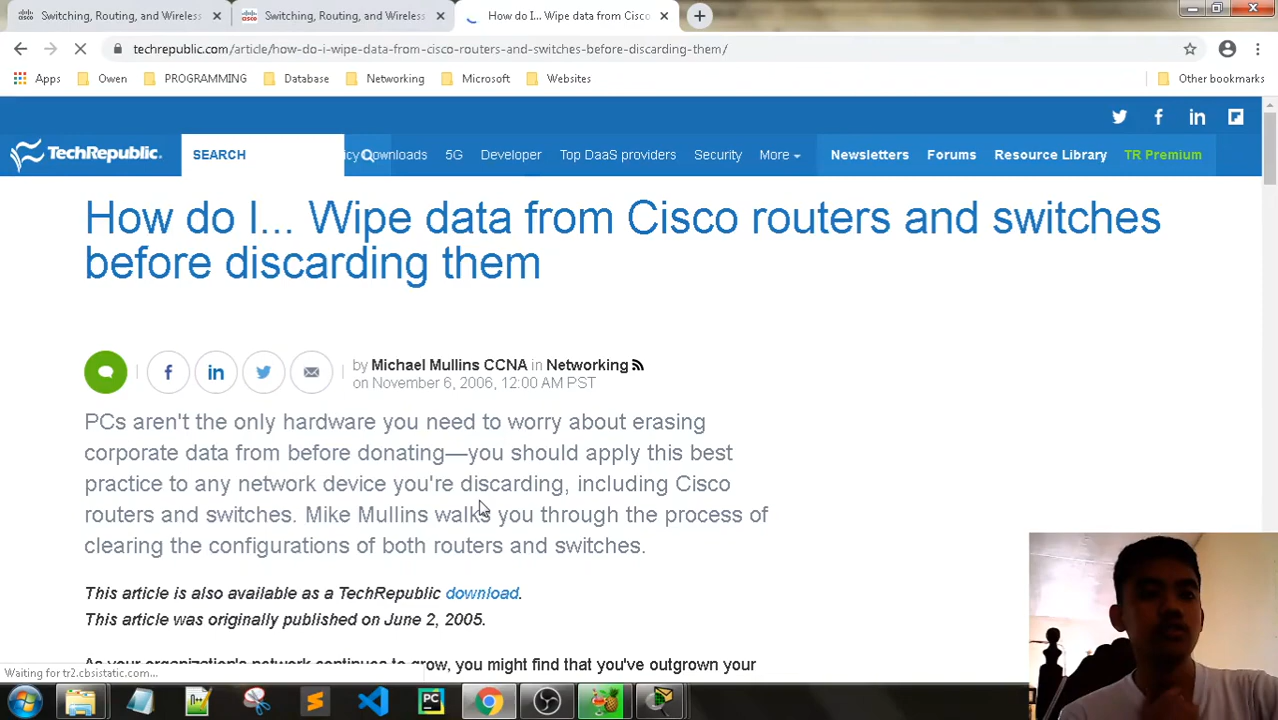 Switching, Routing, and Wireless
Switching, Routing, and Wireless
How do I... Wipe data from Cisco
techrepublic.com/article/how-do-i-wipe-data-from-cisco-routers-and-switches-before-discarding-them/
Apps Owen PROGRAMMING Database Networking Microsoft Websites Other bookmarks
TechRepublic. SEARCH Downloads 5G Developer Top DaaS providers Security More Newsletters Forums Resource Library TR Premium
How do I... Wipe data from Cisco routers and switches
before discarding them
by Michael Mullins CCNA in Networking
on November 6, 2006, 12:00 AM PST
PCs aren't the only hardware you need to worry about erasing
corporate data from before donating—you should apply this best
practice to any network device you're discarding, including Cisco
routers and switches. Mike Mullins walks you through the process of
clearing the configurations of both routers and switches.
This article is also available as a TechRepublic download.
This article was originally published on June 2, 2005.
As your organization's network continues to grow, you might find that you've outgrown your
Waiting for tr2.cbsistatic.com...